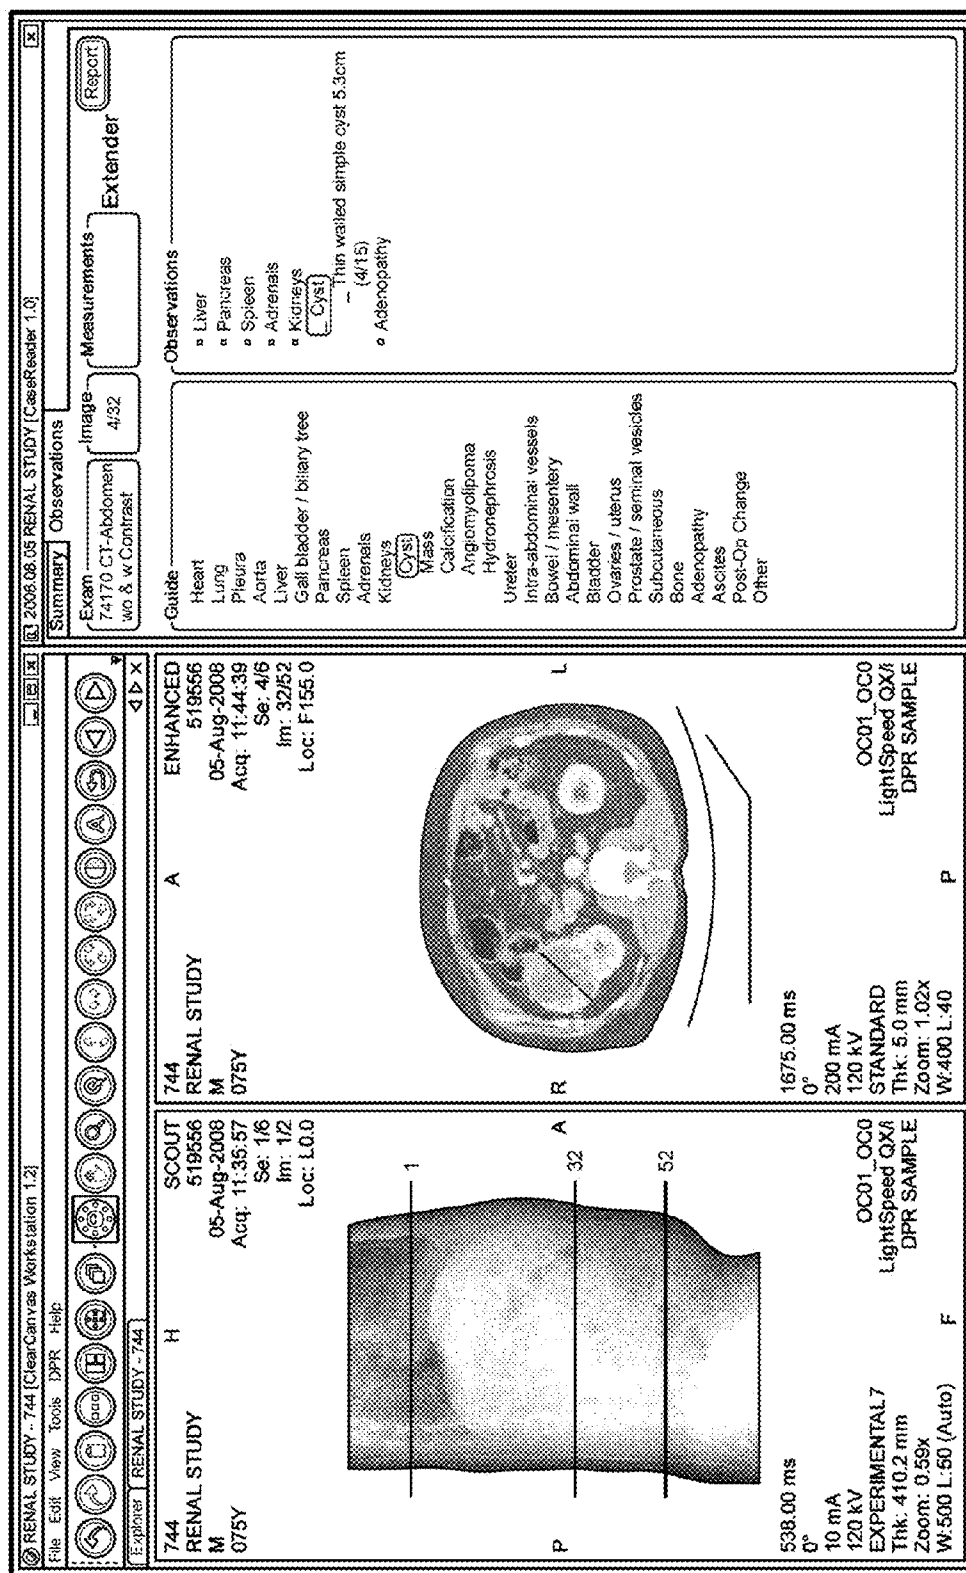 RENAL STUDY -- 744 [ClearCanvas Workstation 1.2]
File Edit View Tools DPR Help
Explorer RENAL STUDY - 744
744
RENAL STUDY
M
075Y
H
SCOUT
519556
05-Aug-2008
Acq: 11:35:57
Se: 1/6
Im: 1/2
Loc: L0.0
P
A
1
32
52
538.00 ms
0°
10 mA
120 kV
EXPERIMENTAL7
Thk: 410.2 mm
Zoom: 0.59x
W:500 L:50 (Auto)
F
OC01_OC0
LightSpeed QX/i
DPR SAMPLE
744
RENAL STUDY
M
075Y
A
ENHANCED
519556
05-Aug-2008
Acq: 11:44:39
Se: 4/6
Im: 32/52
Loc: F155.0
R
L
1675.00 ms
0°
200 mA
120 kV
STANDARD
Thk: 5.0 mm
Zoom: 1.02x
W:400 L:40
P
OC01_OC0
LightSpeed QX/i
DPR SAMPLE
2008.08.05 RENAL STUDY [CaseReader 1.0]
Summary Observations
Exam
74170 CT-Abdomen
wo & w Contrast
Image
4/32
Measurements
Report
Extender
Guide
Heart
Lung
Pleura
Aorta
Liver
Gall bladder / biliary tree
Pancreas
Spleen
Adrenals
Kidneys
Cyst
Mass
Calcification
Angiomyolipoma
Hydronephrosis
Ureter
Intra-abdominal vessels
Bowel / mesentery
Abdominal wall
Bladder
Ovaries / uterus
Prostate / seminal vesicles
Subcutaneous
Bone
Adenopathy
Ascites
Post-Op Change
Other
Observations
Liver
Pancreas
Spleen
Adrenals
Kidneys
_ Cyst
_ Thin walled simple cyst 5.3cm
(4/15)
Adenopathy